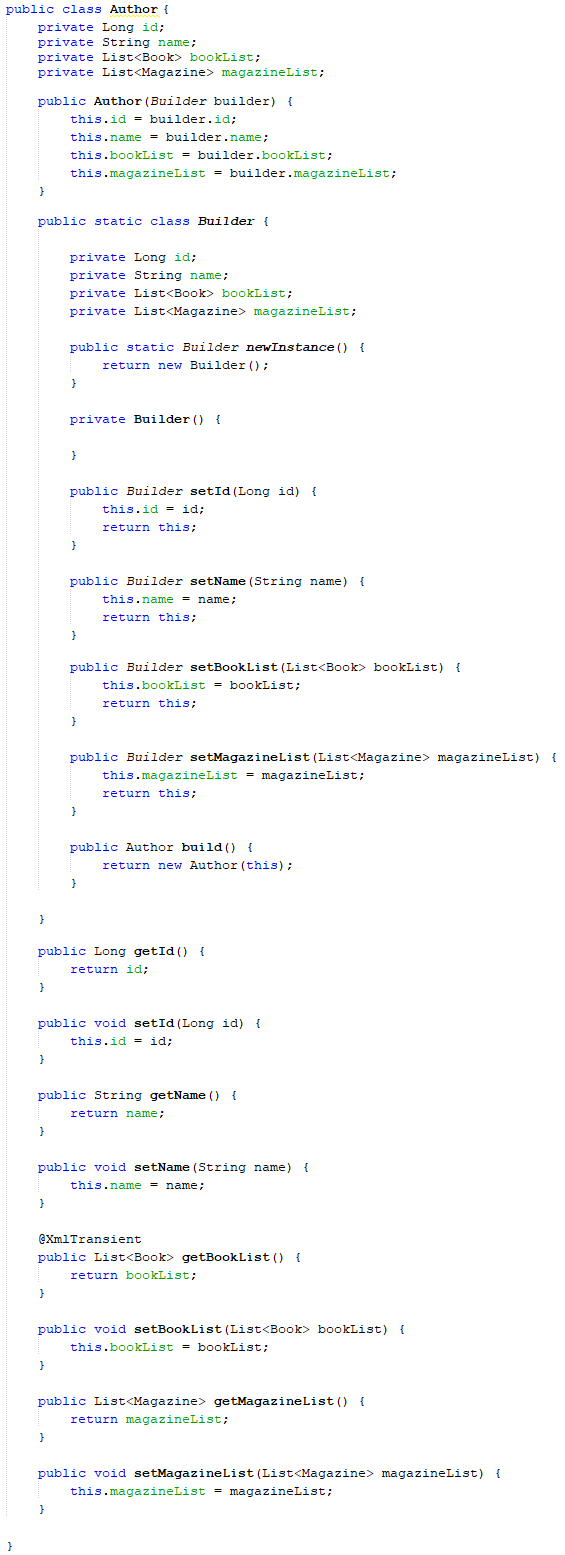 public class Author {
    private Long id;
    private String name;
    private List<Book> bookList;
    private List<Magazine> magazineList;
    public Author(Builder builder) {
        this.id = builder.id;
        this.name = builder.name;
        this.bookList = builder.bookList;
        this.magazineList = builder.magazineList;
    }
    public static class Builder {
        private Long id;
        private String name;
        private List<Book> bookList;
        private List<Magazine> magazineList;
        public static Builder newInstance() {
            return new Builder();
        }
        private Builder() {
        }
        public Builder setId(Long id) {
            this.id = id;
            return this;
        }
        public Builder setName(String name) {
            this.name = name;
            return this;
        }
        public Builder setBookList(List<Book> bookList) {
            this.bookList = bookList;
            return this;
        }
        public Builder setMagazineList(List<Magazine> magazineList) {
            this.magazineList = magazineList;
            return this;
        }
        public Author build() {
            return new Author(this);
        }
    }
    public Long getId() {
        return id;
    }
    public void setId(Long id) {
        this.id = id;
    }
    public String getName() {
        return name;
    }
    public void setName(String name) {
        this.name = name;
    }
    @XmlTransient
    public List<Book> getBookList() {
        return bookList;
    }
    public void setBookList(List<Book> bookList) {
        this.bookList = bookList;
    }
    public List<Magazine> getMagazineList() {
        return magazineList;
    }
    public void setMagazineList(List<Magazine> magazineList) {
        this.magazineList = magazineList;
    }
}